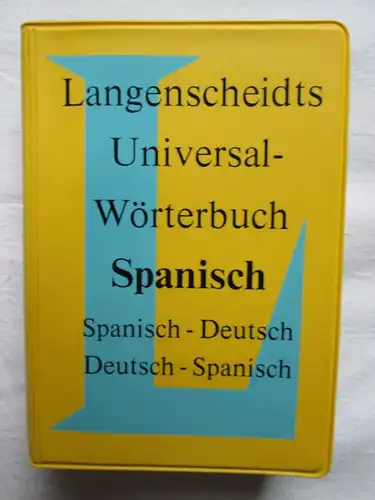 Langenscheidts
Universal-
Wörterbuch
Spanisch
Spanisch - Deutsch
Deutsch - Spanisch